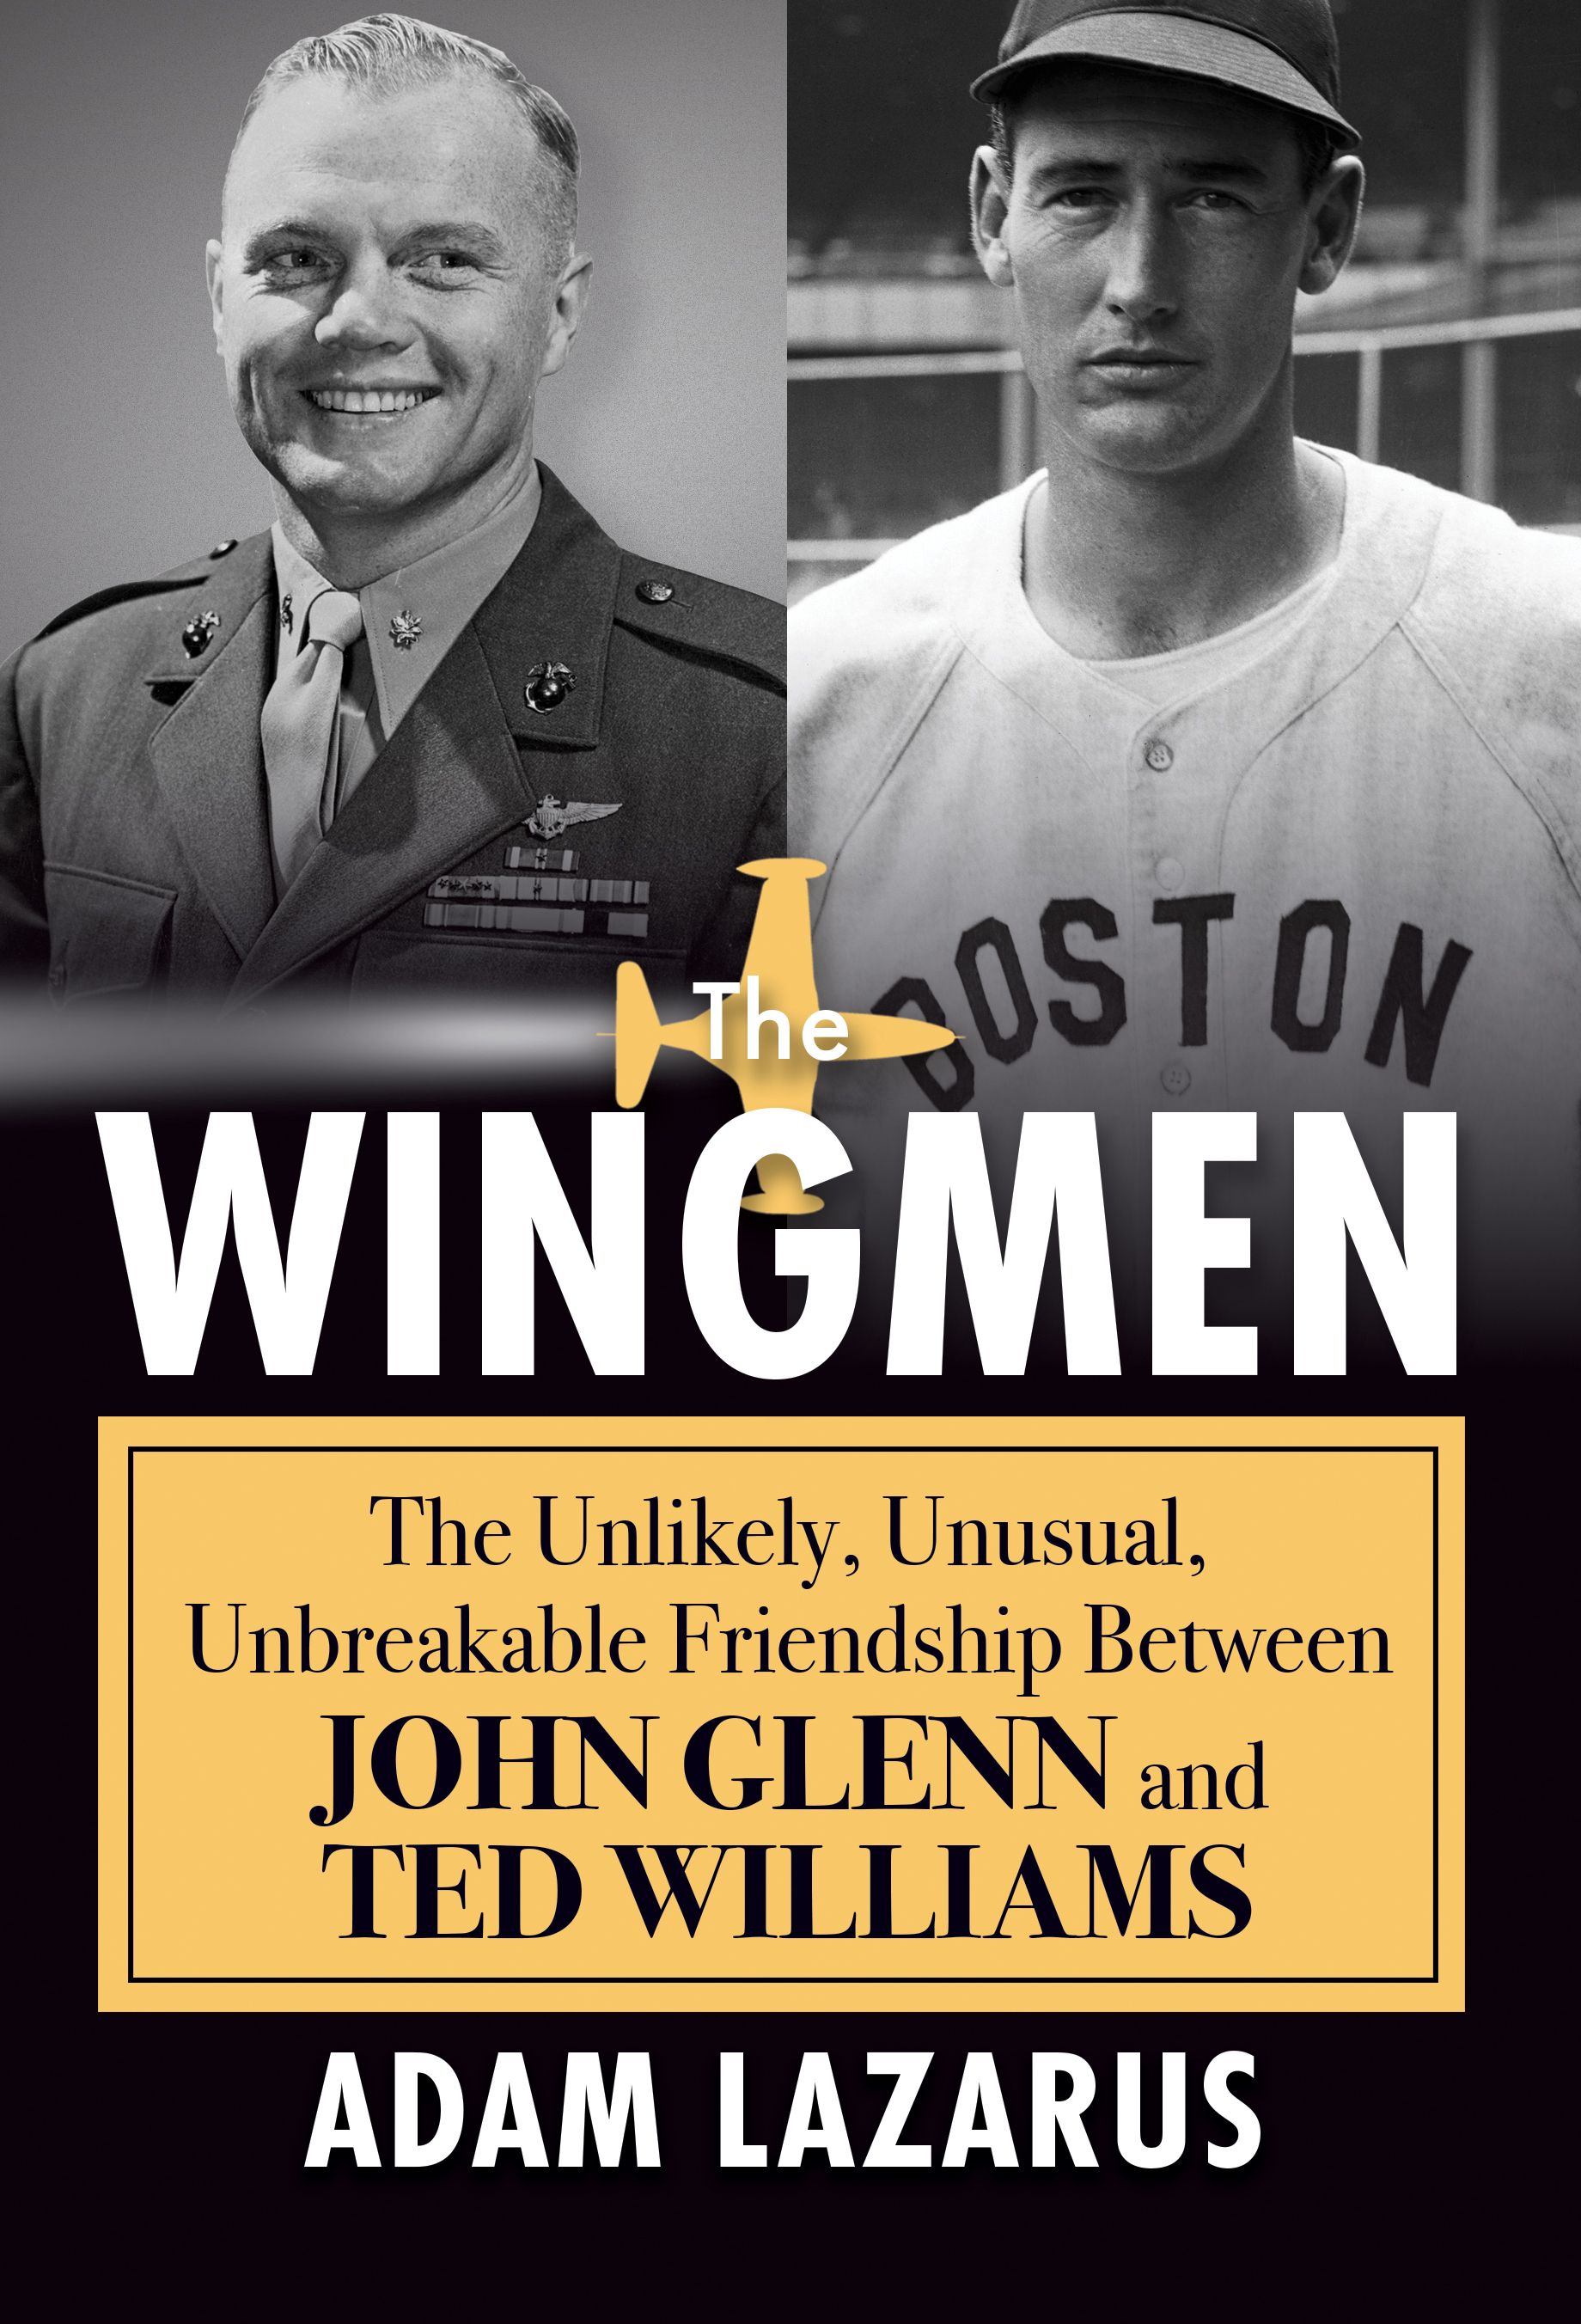 BOSTON
The
WINGMEN
The Unlikely, Unusual,
Unbreakable Friendship Between
JOHN GLENN and
TED WILLIAMS
ADAM LAZARUS